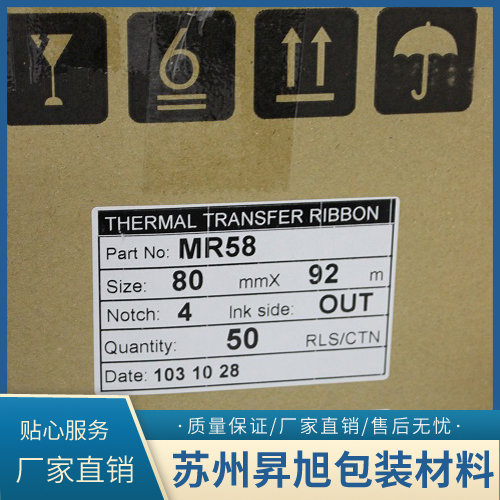 6
THERMAL TRANSFER RIBBON
Part No: MR58
Size: 80 mmX 92 m
Notch: 4 Ink side: OUT
Quantity: 50 RLS/CTN
Date: 103 10 28
贴心服务
厂家直销
·质量保证/厂家直销/售后无忧·
苏州昇旭包装材料